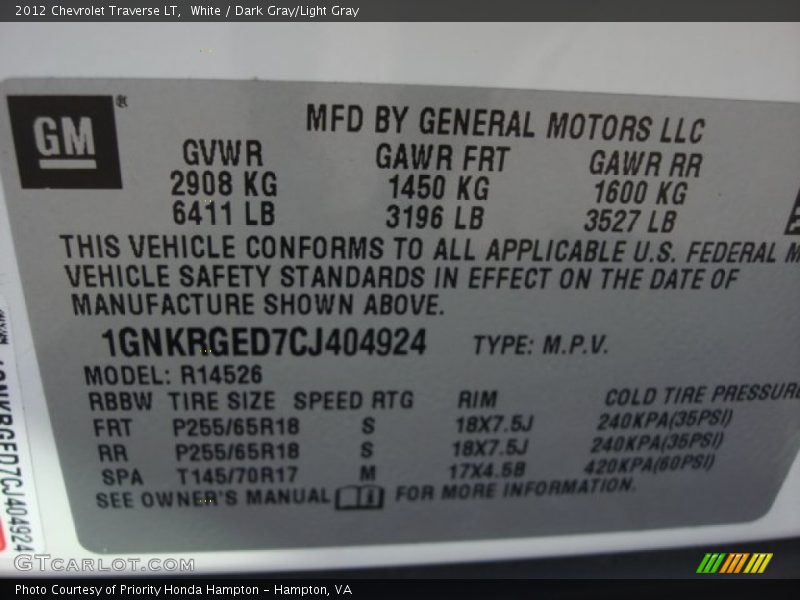 2012 Chevrolet Traverse LT, White / Dark Gray/Light Gray
GM ®
MFD BY GENERAL MOTORS LLC
GVWR GAWR FRT GAWR RR
2908 KG 1450 KG 1600 KG
6411 LB 3196 LB 3527 LB
THIS VEHICLE CONFORMS TO ALL APPLICABLE U.S. FEDERAL M
VEHICLE SAFETY STANDARDS IN EFFECT ON THE DATE OF
MANUFACTURE SHOWN ABOVE.
1GNKRGED7CJ404924 TYPE: M.P.V.
MODEL: R14526
RBBW TIRE SIZE SPEED RTG RIM COLD TIRE PRESSURE
FRT P255/65R18 S 18X7.5J 240KPA(35PSI)
RR P255/65R18 S 18X7.5J 240KPA(35PSI)
SPA T145/70R17 M 17X4.5B 420KPA(60PSI)
SEE OWNER'S MANUAL FOR MORE INFORMATION.
1GNKRGED7CJ404924
GTcarlot.com
Photo Courtesy of Priority Honda Hampton - Hampton, VA